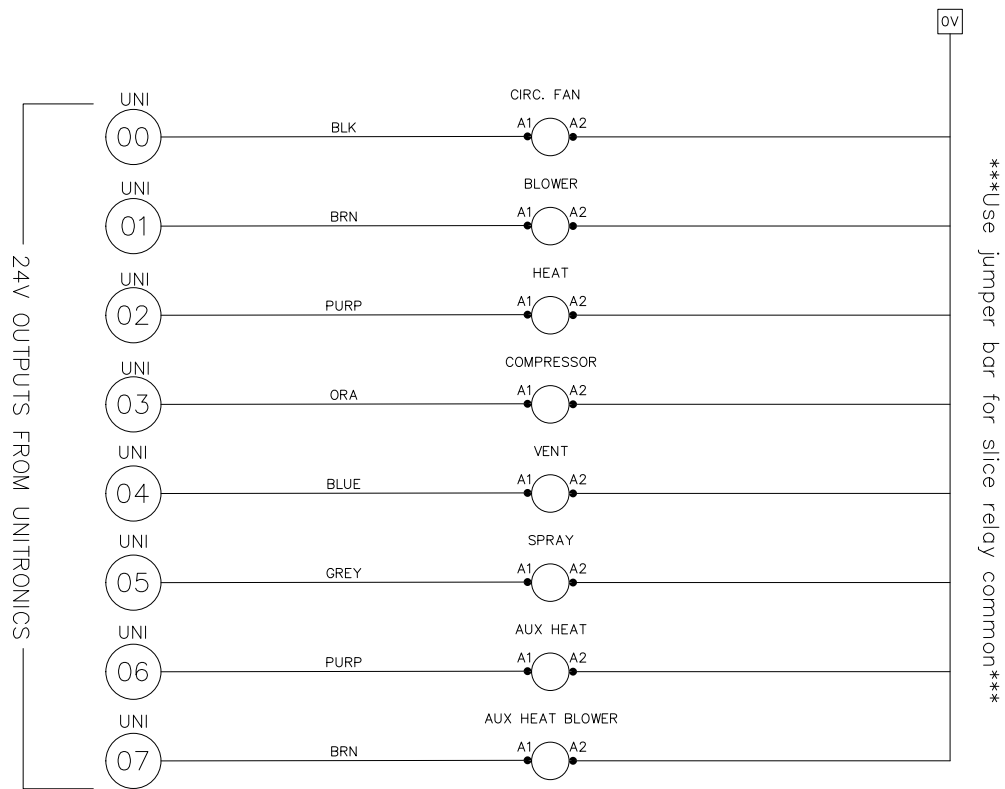 0V
UNI
00
BLK
CIRC. FAN
A1
A2
UNI
01
BRN
BLOWER
A1
A2
UNI
02
PURP
HEAT
A1
A2
UNI
03
ORA
COMPRESSOR
A1
A2
UNI
04
BLUE
VENT
A1
A2
UNI
05
GREY
SPRAY
A1
A2
UNI
06
PURP
AUX HEAT
A1
A2
UNI
07
BRN
AUX HEAT BLOWER
A1
A2
24V OUTPUTS FROM UNITRONICS
***Use jumper bar for slice relay common***